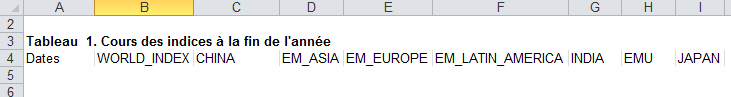 A B C D E F G H I
2
3 Tableau 1. Cours des indices à la fin de l'année
4 Dates WORLD_INDEX CHINA EM_ASIA EM_EUROPE EM_LATIN_AMERICA INDIA EMU JAPAN
5
6